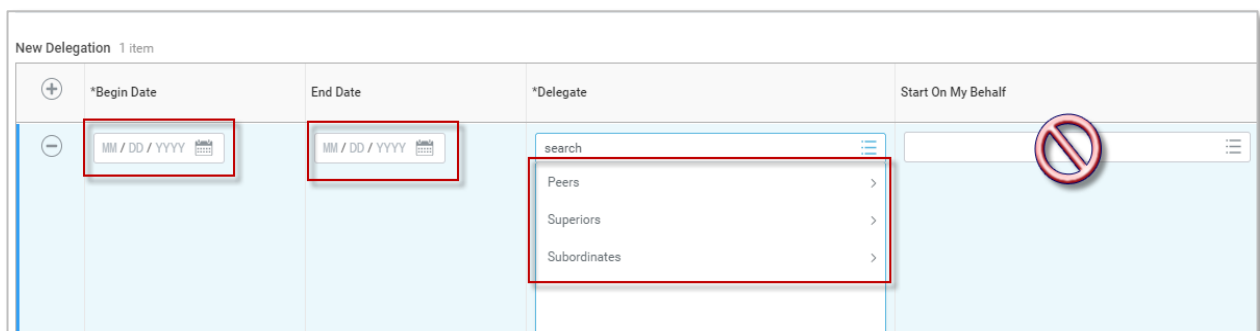 New Delegation 1 item
*Begin Date End Date *Delegate Start On My Behalf
MM / DD / YYYY MM / DD / YYYY search
Peers
Superiors
Subordinates